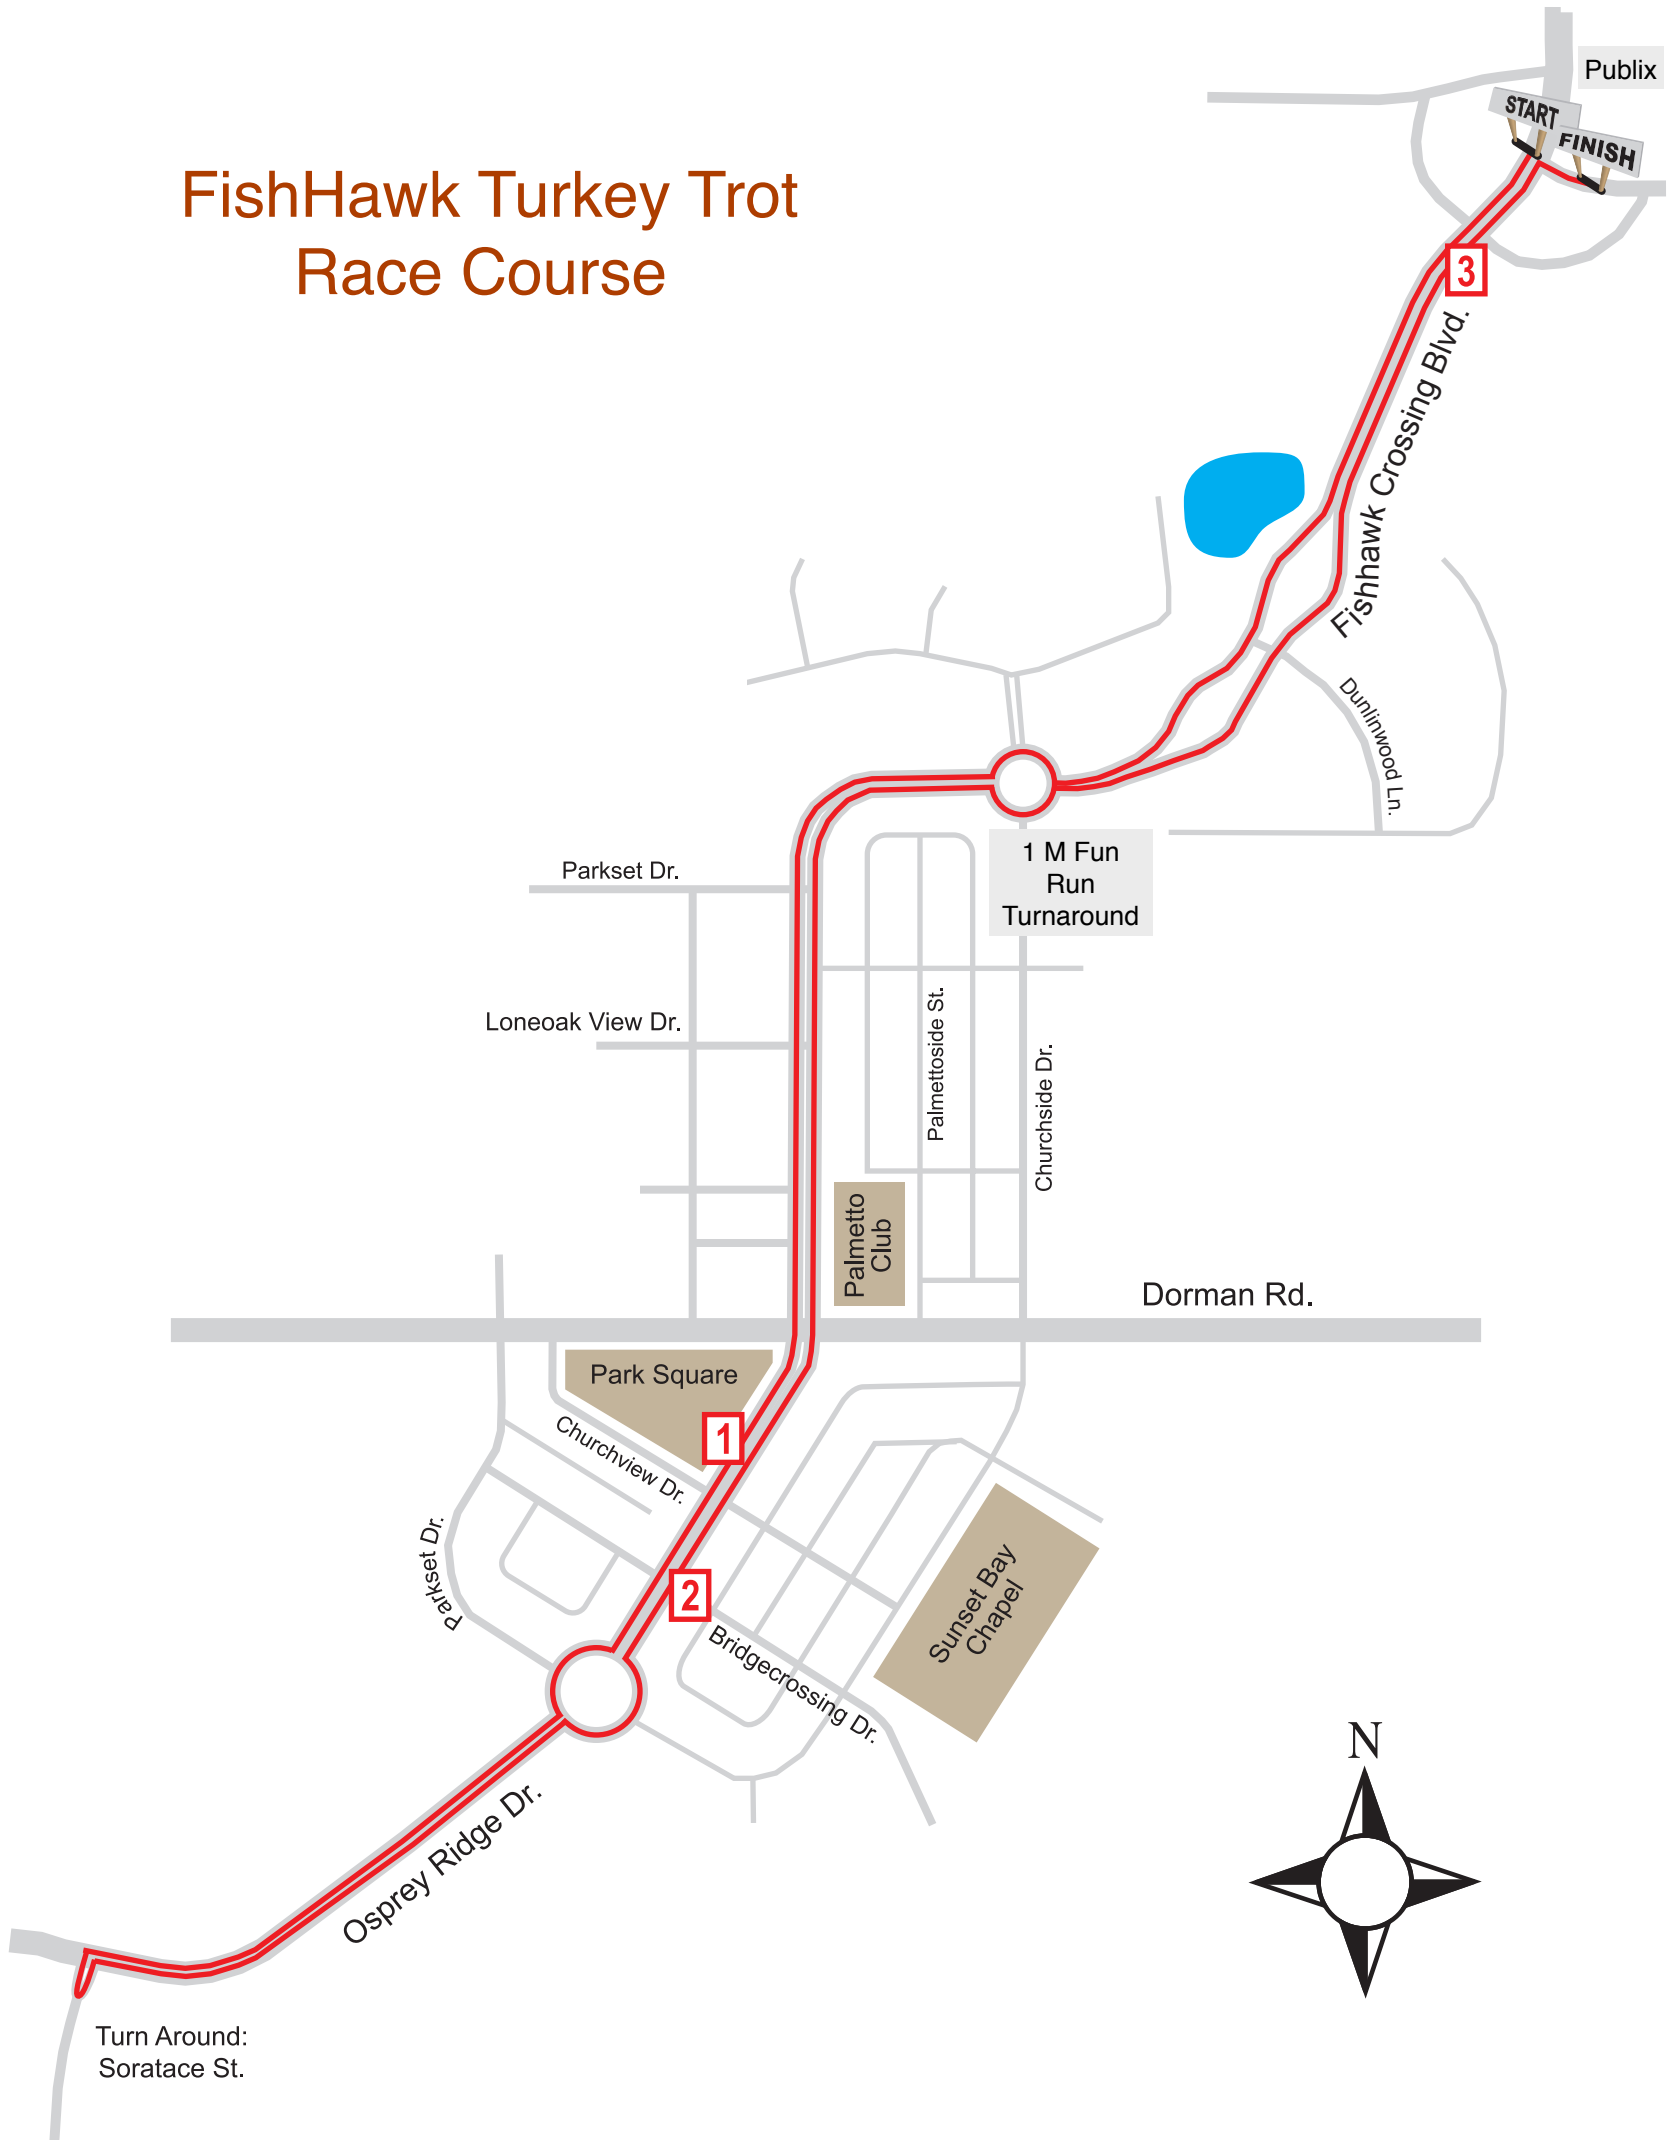 Publix
START
FINISH
FishHawk Turkey Trot
Race Course
3
Fishhawk Crossing Blvd.
Dunlinwood Ln.
1 M Fun
Run
Turnaround
Parkset Dr.
Loneoak View Dr.
Palmettoside St.
Churchside Dr.
Palmetto
Club
Dorman Rd.
Park Square
1
Churchview Dr.
Parkset Dr.
2
Sunset Bay
Chapel
Bridgecrossing Dr.
N
Osprey Ridge Dr.
Turn Around:
Soratace St.